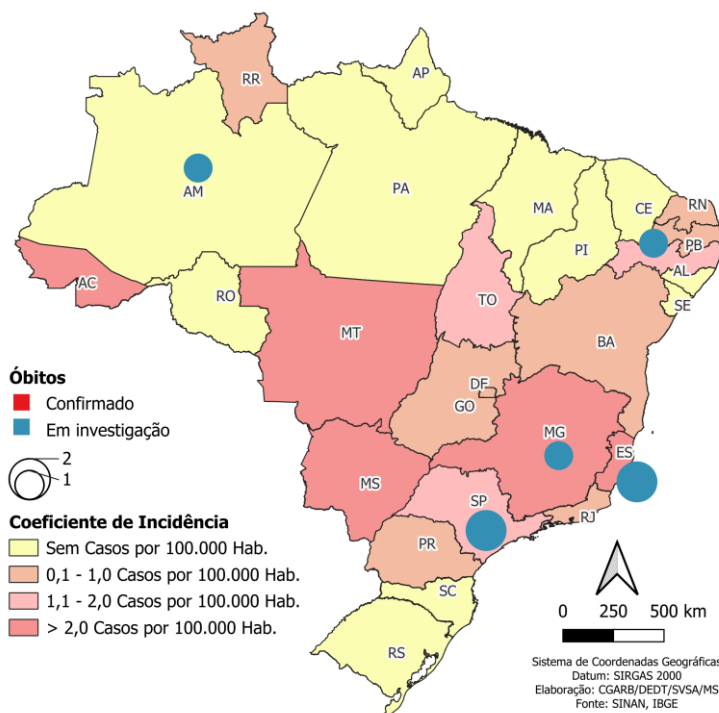 RR
AP
AM
PA
MA
CE
RN
PB
PI
AL
SE
AC
RO
TO
MT
BA
DF
GO
MG
ES
MS
SP
RJ
PR
SC
RS
Óbitos
Confirmado
Em investigação
2
1
Coeficiente de Incidência
Sem Casos por 100.000 Hab.
0,1 - 1,0 Casos por 100.000 Hab.
1,1 - 2,0 Casos por 100.000 Hab.
> 2,0 Casos por 100.000 Hab.
0 250 500 km
Sistema de Coordenadas Geográficas
Datum: SIRGAS 2000
Elaboração: CGARB/DEDT/SVSA/MS
Fonte: SINAN, IBGE